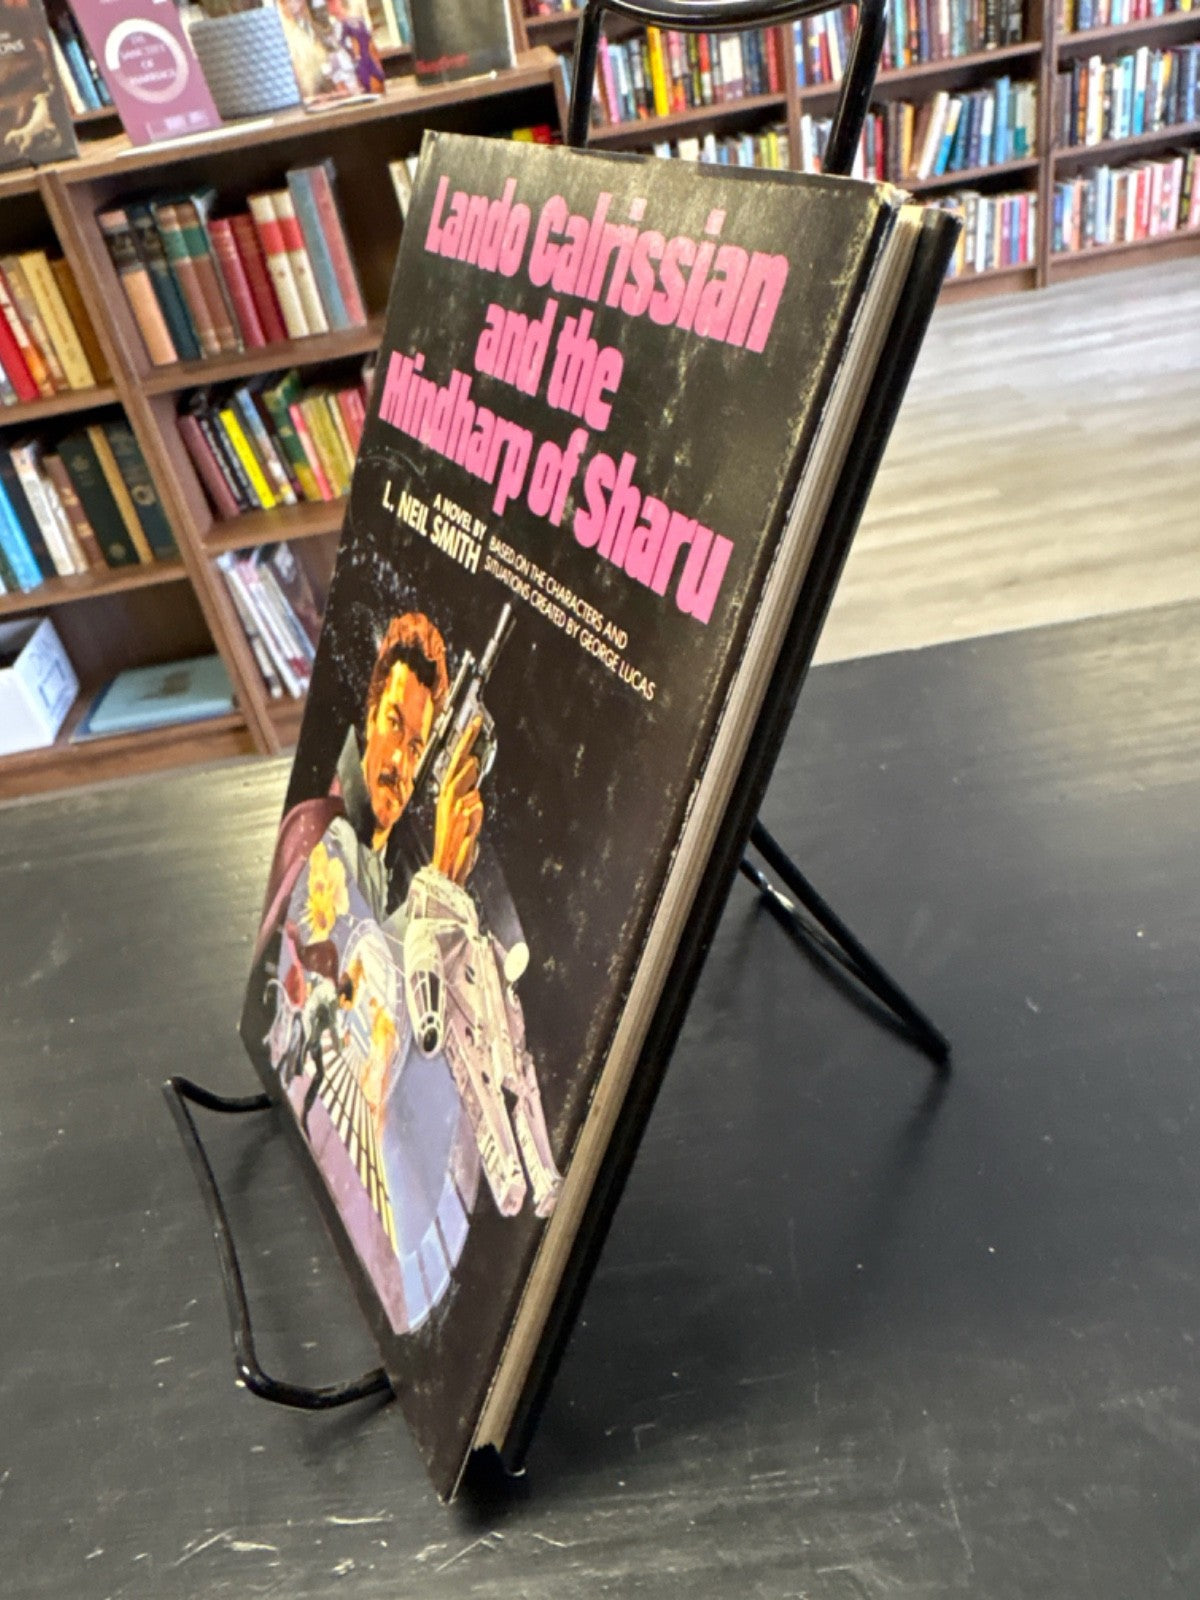 Lando Calrissian
and the
Mindharp of Sharu
A NOVEL BY
L. NEIL SMITH
BASED ON THE CHARACTERS AND
SITUATIONS CREATED BY GEORGE LUCAS